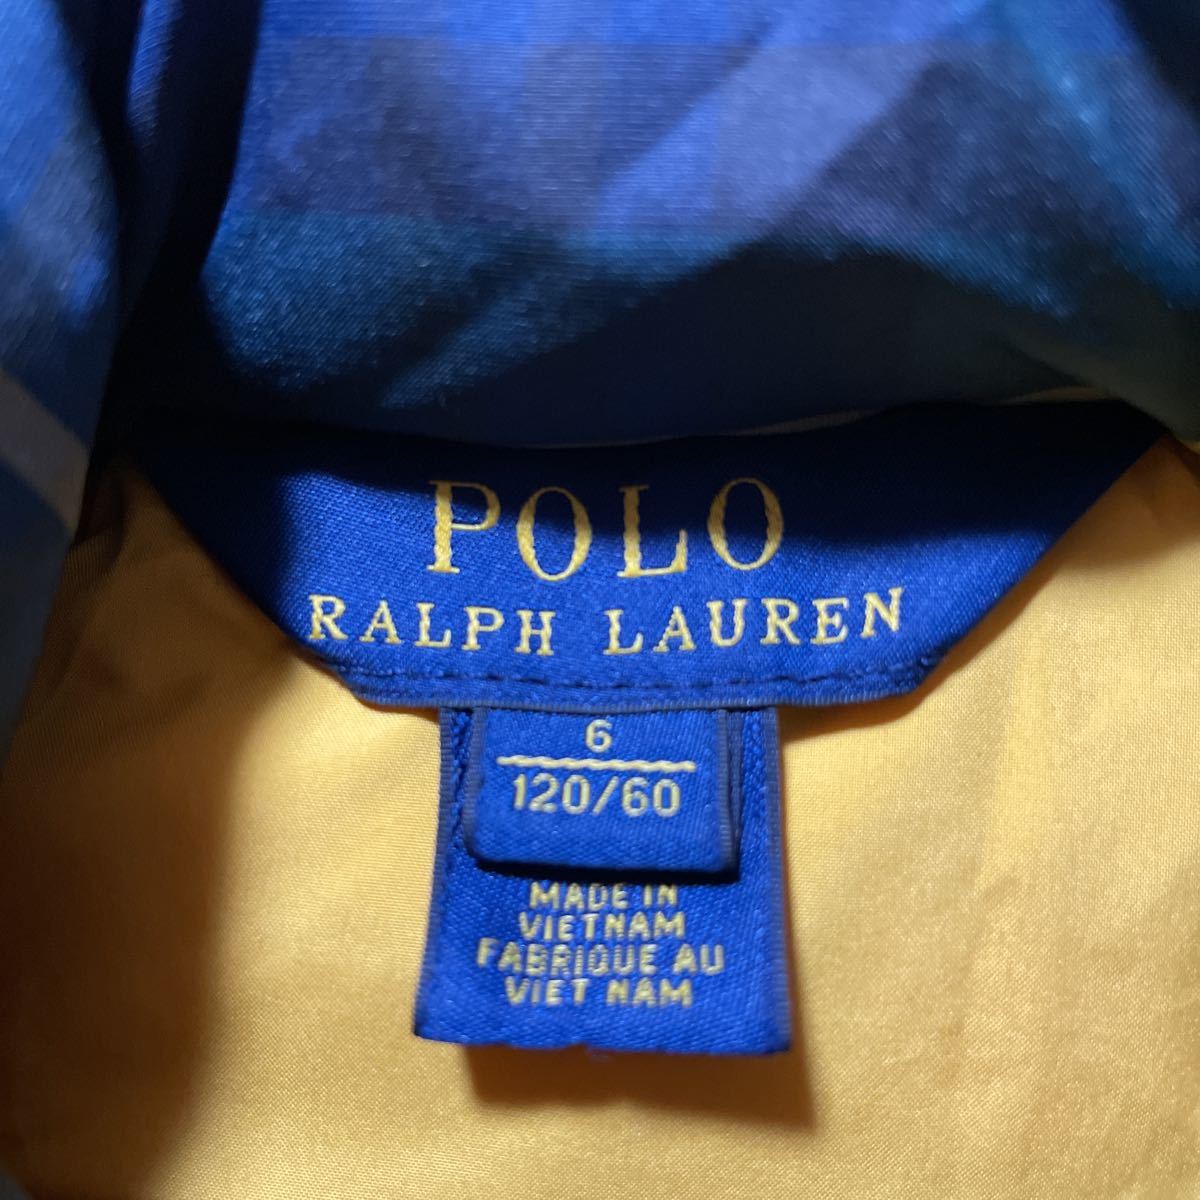 POLO
RALPH LAUREN
6
120/60
MADE IN
VIETNAM
FABRIQUE AU
VIET NAM